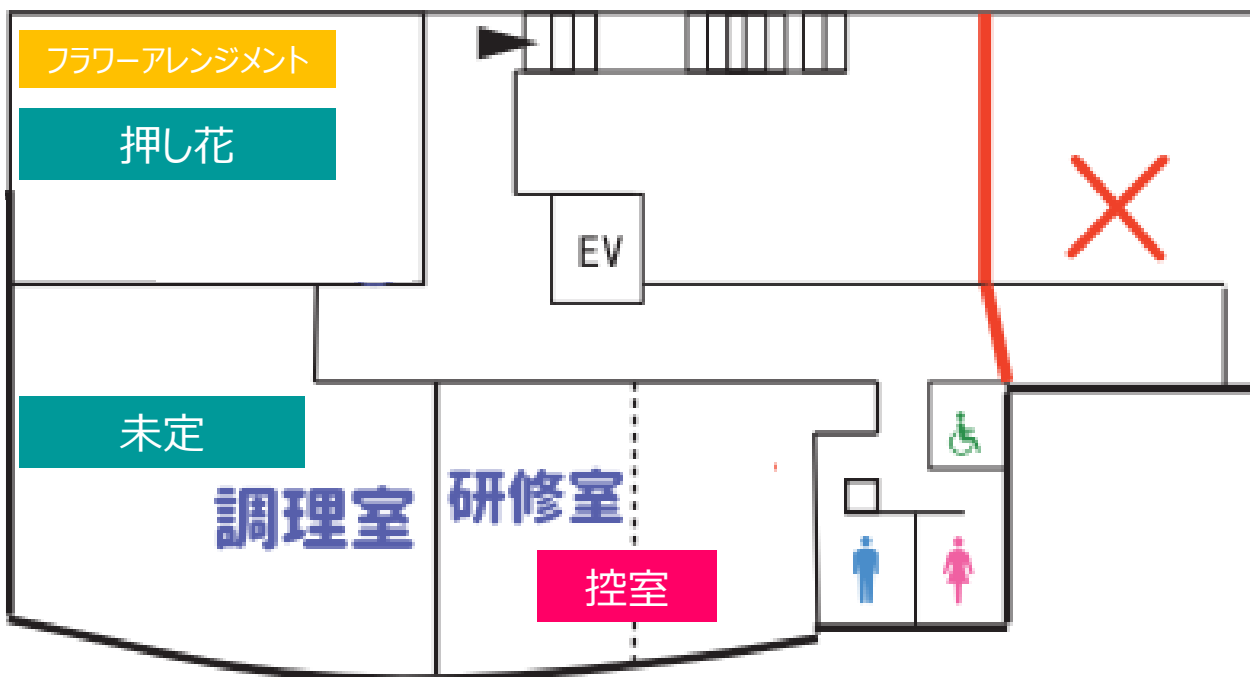 フラワーアレンジメント
押し花
EV
未定
調理室
研修室
控室